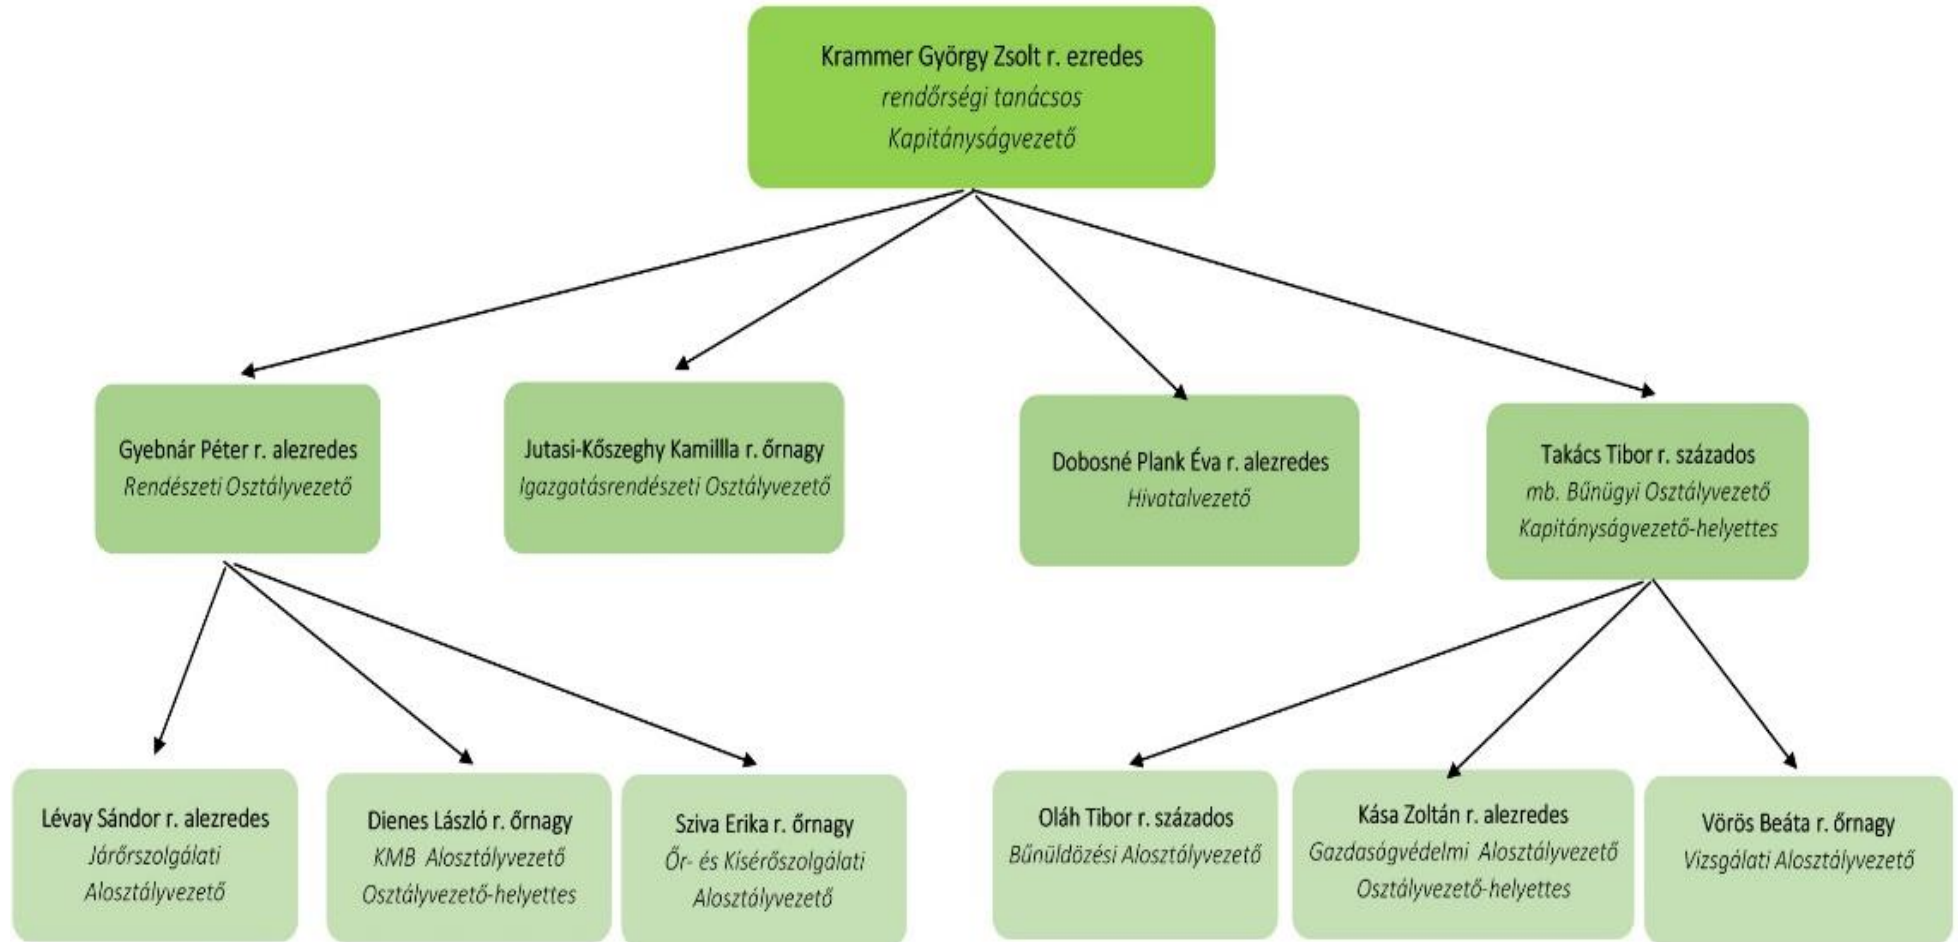 Krammer György Zsolt r. ezredes
rendőrségi tanácsos
Kapitányságvezető
Gyebnár Péter r. alezredes
Rendészeti Osztályvezető
Jutasi-Kőszeghy Kamillla r. őrnagy
Igazgatásrendészeti Osztályvezető
Dobosné Plank Éva r. alezredes
Hivatalvezető
Takács Tibor r. százados
mb. Bűnügyi Osztályvezető
Kapitányságvezető-helyettes
Lévay Sándor r. alezredes
Járőrszolgálati
Alosztályvezető
Dienes László r. őrnagy
KMB Alosztályvezető
Osztályvezető-helyettes
Sziva Erika r. őrnagy
Őr- és Kísérőszolgálati
Alosztályvezető
Oláh Tibor r. százados
Bűnüldözési Alosztályvezető
Kása Zoltán r. alezredes
Gazdaságvédelmi Alosztályvezető
Osztályvezető-helyettes
Vörös Beáta r. őrnagy
Vizsgálati Alosztályvezető